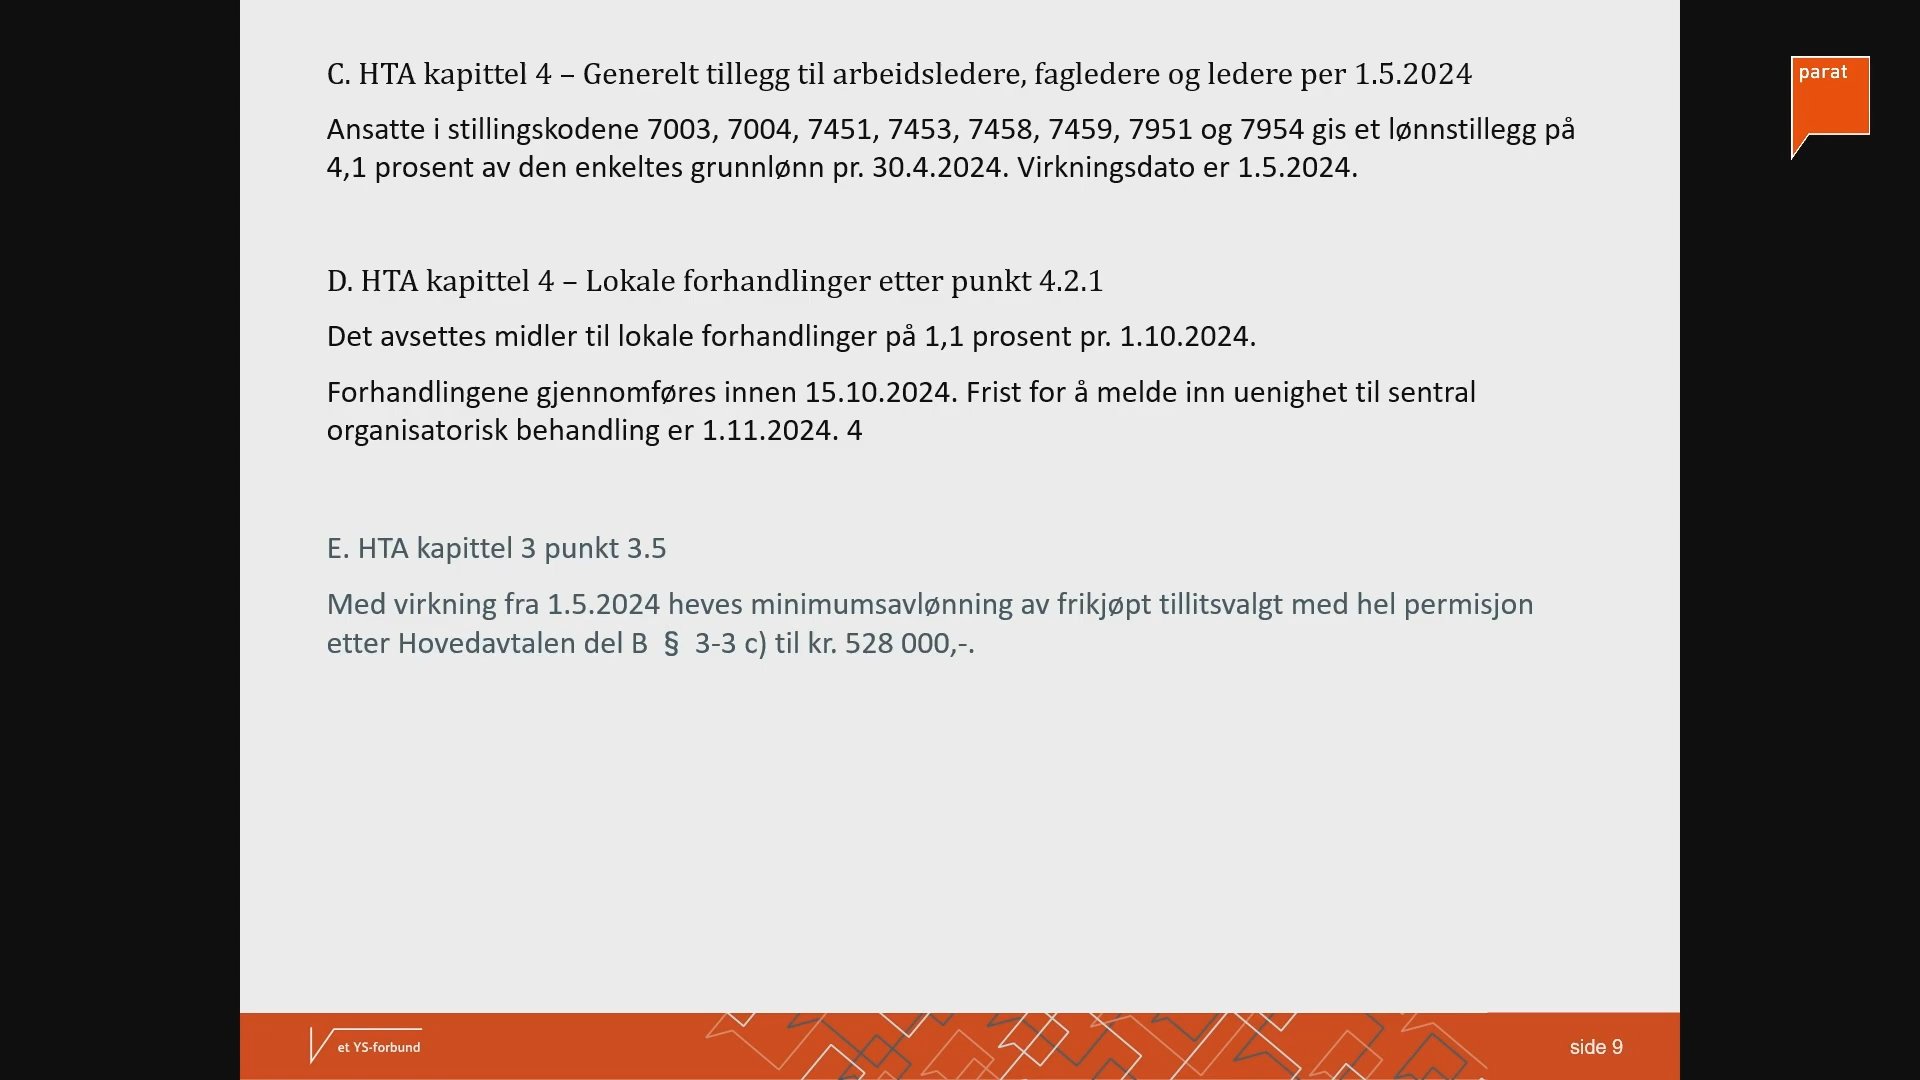 C. HTA kapittel 4 – Generelt tillegg til arbeidsledere, fagledere og ledere per 1.5.2024
parat
Ansatte i stillingskodene 7003, 7004, 7451, 7453, 7458, 7459, 7951 og 7954 gis et lønnstillegg på
4,1 prosent av den enkeltes grunnlønn pr. 30.4.2024. Virkningsdato er 1.5.2024.
D. HTA kapittel 4 – Lokale forhandlinger etter punkt 4.2.1
Det avsettes midler til lokale forhandlinger på 1,1 prosent pr. 1.10.2024.
Forhandlingene gjennomføres innen 15.10.2024. Frist for å melde inn uenighet til sentral
organisatorisk behandling er 1.11.2024. 4
E. HTA kapittel 3 punkt 3.5
Med virkning fra 1.5.2024 heves minimumsavlønning av frikjøpt tillitsvalgt med hel permisjon
etter Hovedavtalen del B § 3-3 c) til kr. 528 000,-.
et YS-forbund
side 9